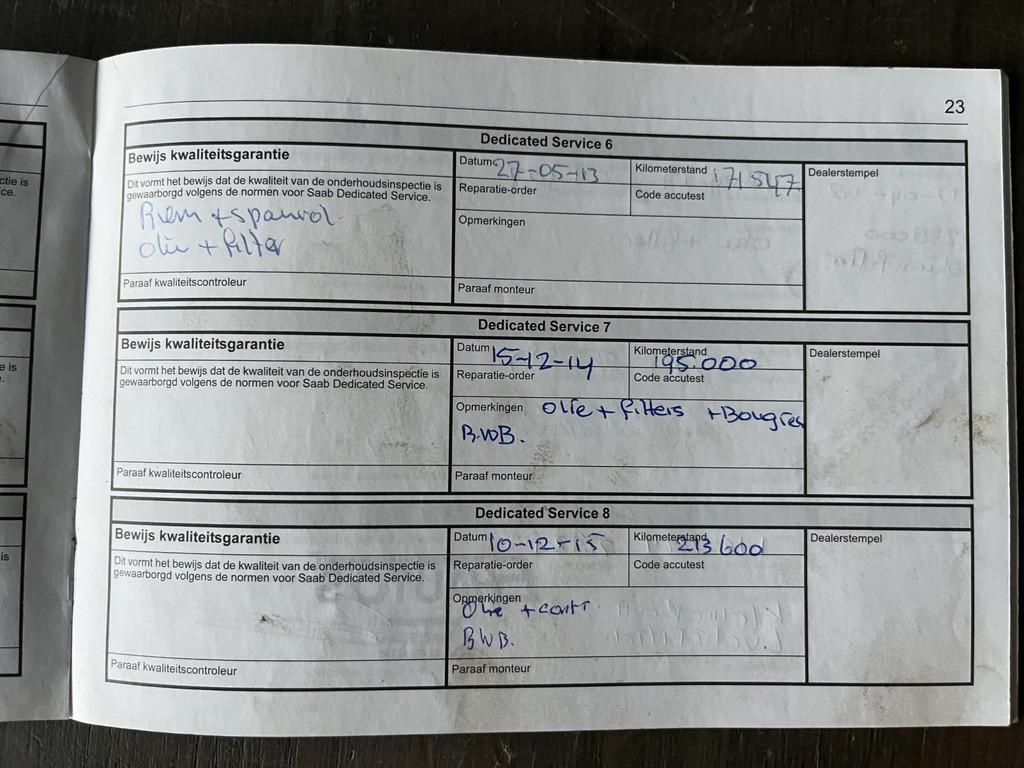 23
Dedicated Service 6
Bewijs kwaliteitsgarantie
Datum 27-05-13
Kilometerstand 171547
Dealerstempel
Dit vormt het bewijs dat de kwaliteit van de onderhoudsinspectie is
gewaarborgd volgens de normen voor Saab Dedicated Service.
Reparatie-order
Code accutest
Riem + spanrol
olie + filter
Opmerkingen
Paraaf kwaliteitscontroleur
Paraaf monteur
Dedicated Service 7
Bewijs kwaliteitsgarantie
Datum 15-12-14
Kilometerstand 195.000
Dealerstempel
Dit vormt het bewijs dat de kwaliteit van de onderhoudsinspectie is
gewaarborgd volgens de normen voor Saab Dedicated Service.
Reparatie-order
Code accutest
Opmerkingen olie + filters + Bougies
Paraaf kwaliteitscontroleur
Paraaf monteur
Dedicated Service 8
Bewijs kwaliteitsgarantie
Datum 10-12-15
Kilometerstand 213600
Dealerstempel
Dit vormt het bewijs dat de kwaliteit van de onderhoudsinspectie is
gewaarborgd volgens de normen voor Saab Dedicated Service.
Reparatie-order
Code accutest
Opmerkingen
Olie + contr.
BWB.
Paraaf kwaliteitscontroleur
Paraaf monteur